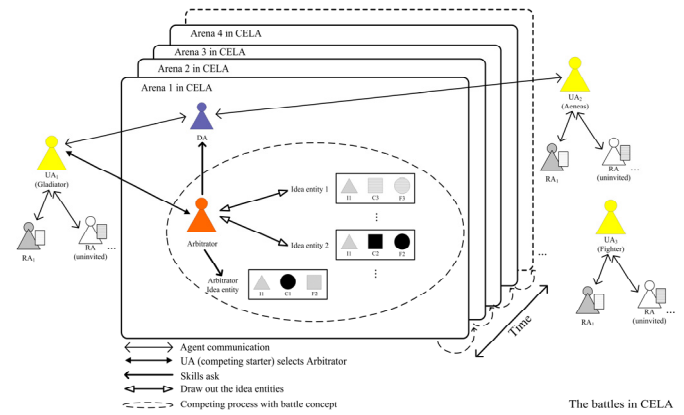 Arena 4 in CELA
Arena 3 in CELA
Arena 2 in CELA
Arena 1 in CELA
DA
UA₁
(Gladiator)
RA₁
RA
(uninvited)
...
UA₂
RA₁
RA
(uninvited)
...
Idea entity 1
I1 C3 F3
⋮
Idea entity 2
I1 C2 F2
⋮
Arbitrator
Arbitrator
Idea entity
I1 C1 F2
...
UA₃
(Fighter)
RA₁
RA
(uninvited)
...
Time
Agent communication
UA (competing starter) selects Arbitrator
Skills ask
Draw out the idea entities
Competing process with battle concept
The battles in CELA